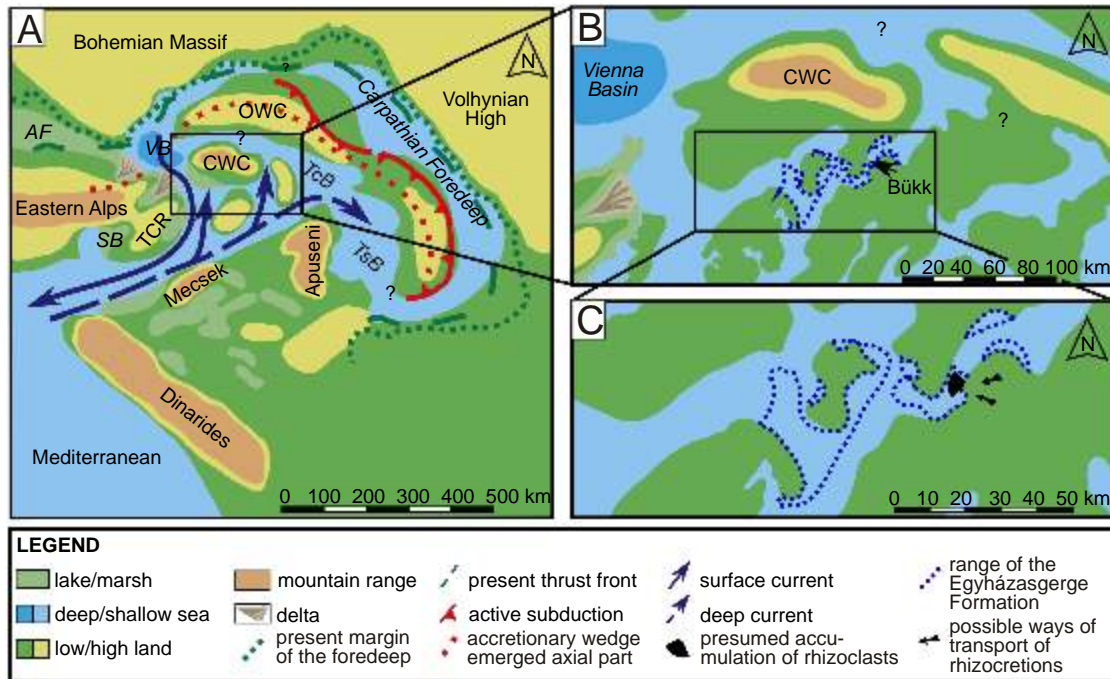 A
Bohemian Massif
N
Volhynian
High
?
OWC
Carpathian Foredeep
AF
VB
?
CWC
TcB
Eastern Alps
TCR
SB
Mecsek
Apuseni
TsB
?
Dinarides
Mediterranean
0 100 200 300 400 500 km
B
?
N
Vienna
Basin
CWC
?
Bükk
0 20 40 60 80 100 km
C
N
0 10 20 30 40 50 km
LEGEND
lake/marsh
deep/shallow sea
low/high land
mountain range
delta
present margin
of the foredeep
present thrust front
active subduction
accretionary wedge
emerged axial part
surface current
deep current
presumed accu-
mulation of rhizoclasts
range of the
Egyházasgerge
Formation
possible ways of
transport of
rhizocretions